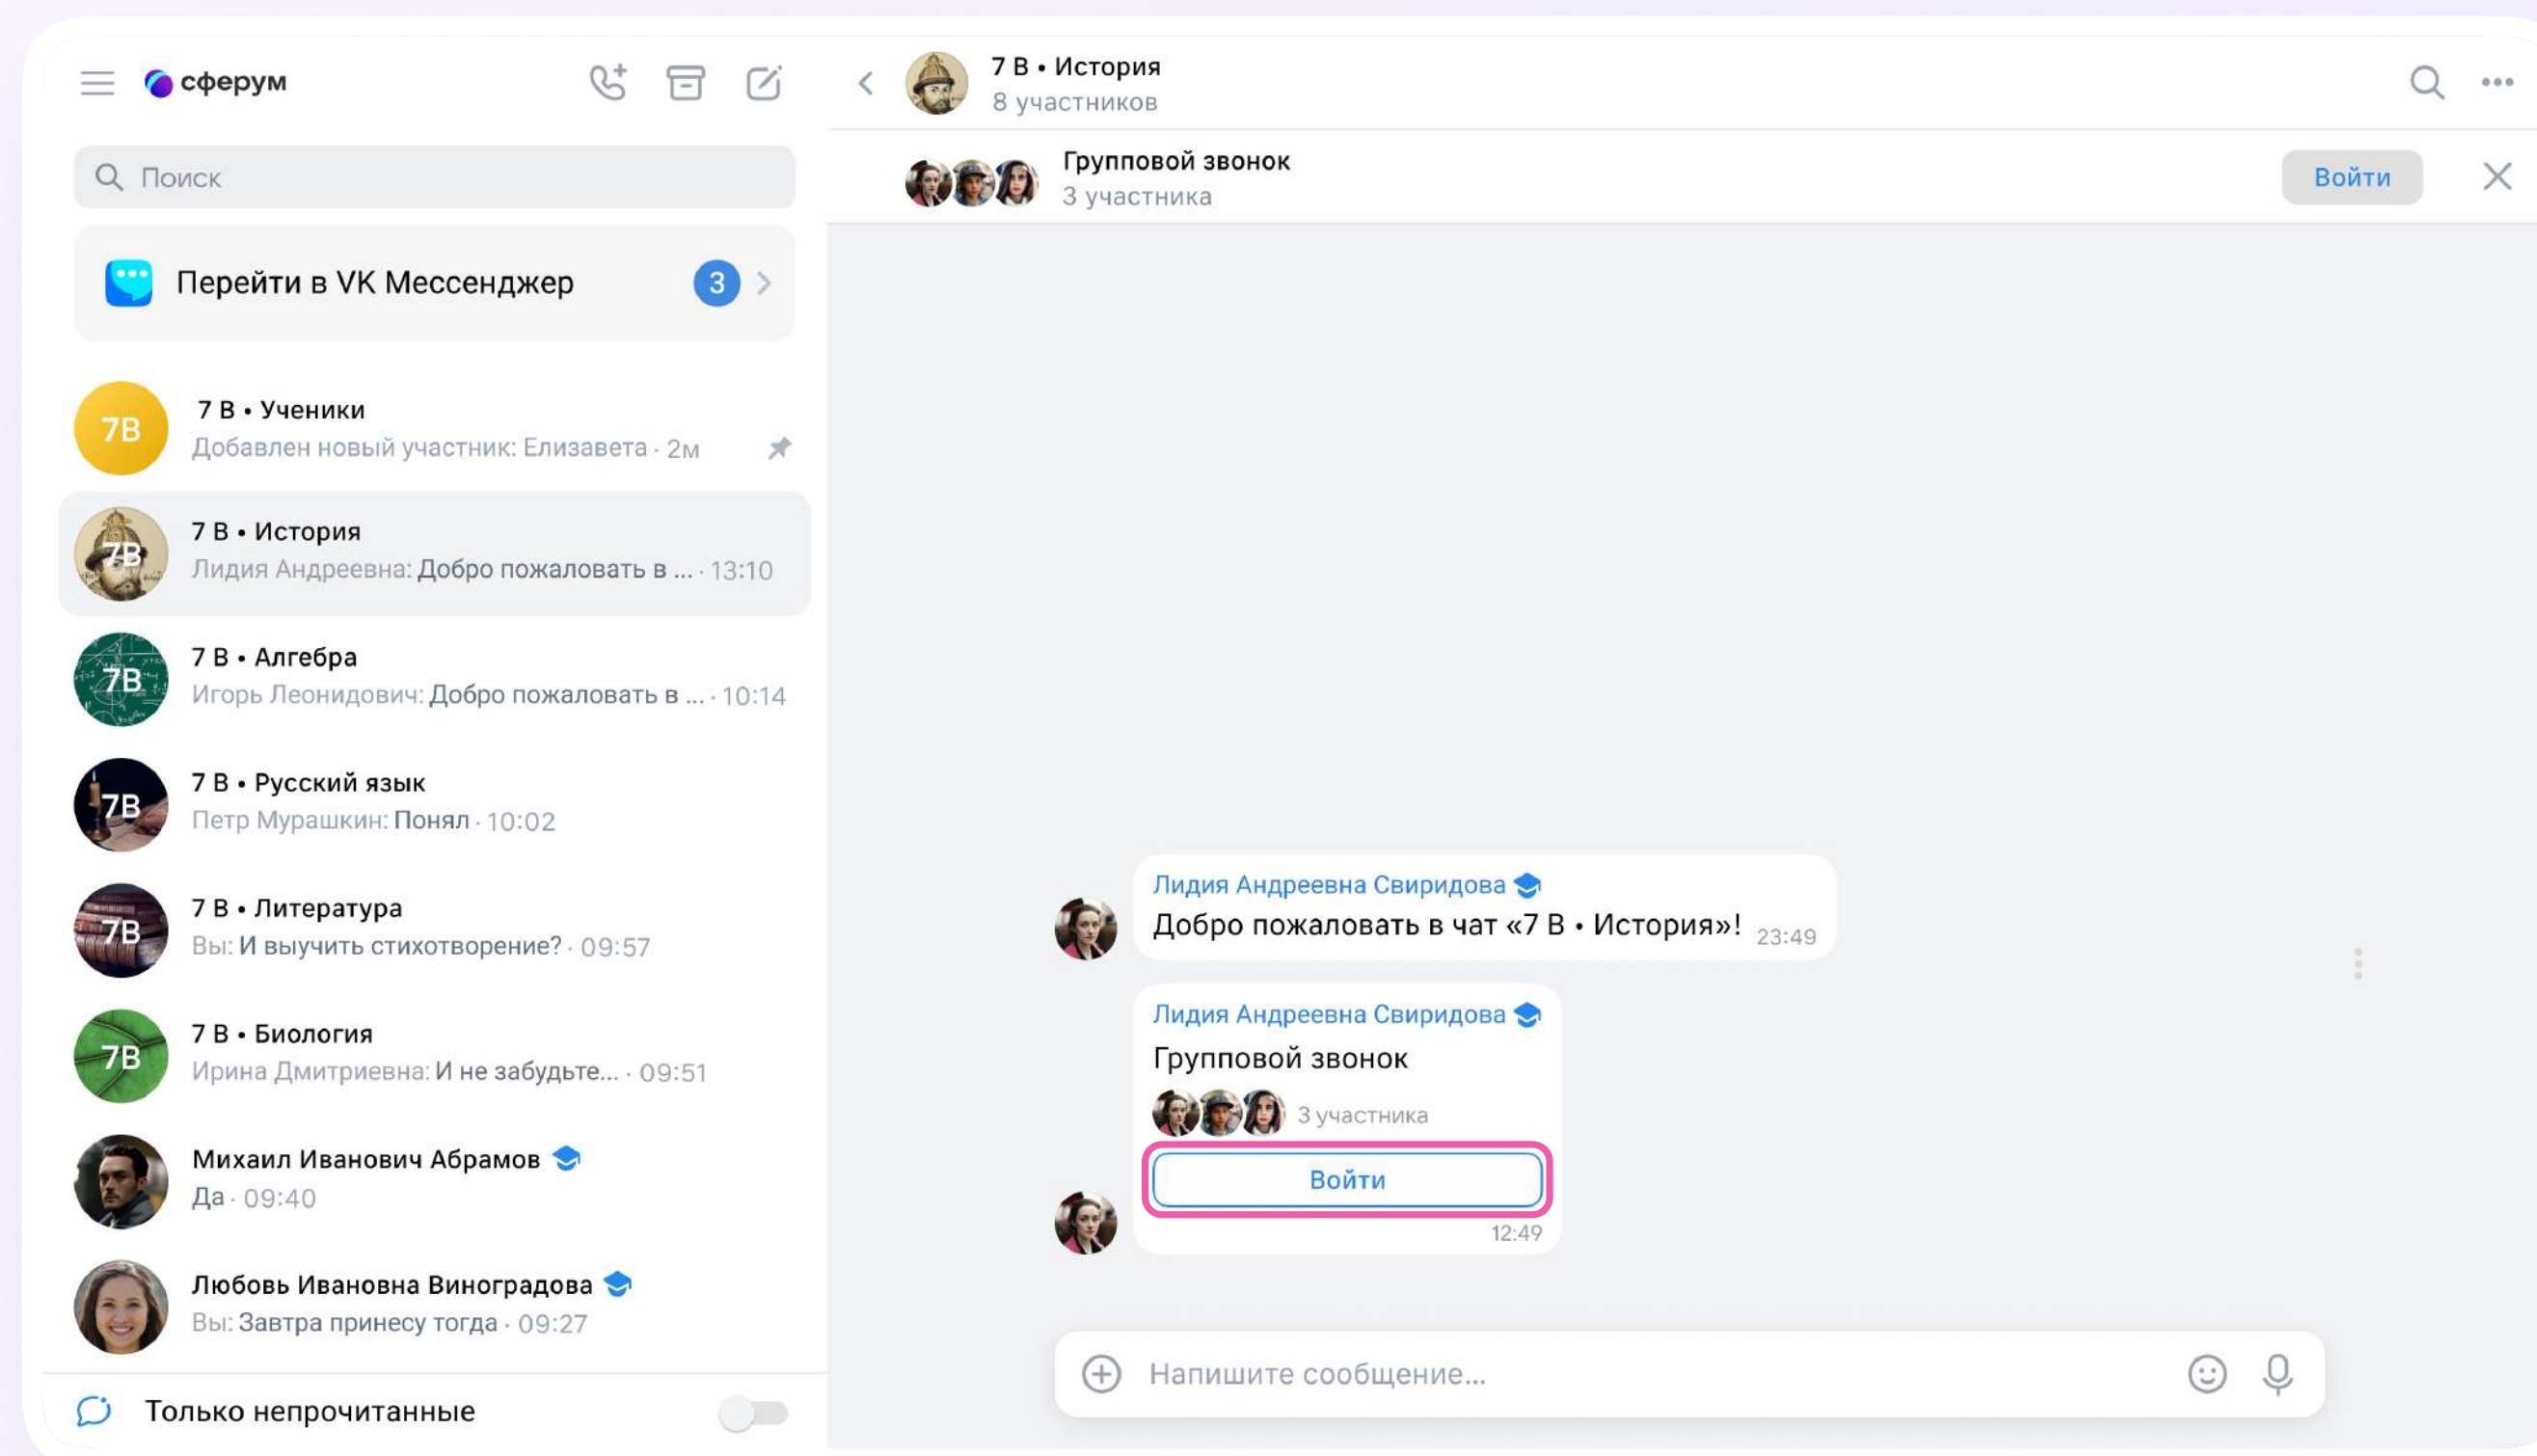 сферум
Поиск
Перейти в VK Мессенджер 3
7В
7 В • Ученики
Добавлен новый участник: Елизавета · 2м
7В
7 В • История
Лидия Андреевна: Добро пожаловать в ... · 13:10
7В
7 В • Алгебра
Игорь Леонидович: Добро пожаловать в ... · 10:14
7В
7 В • Русский язык
Петр Мурашкин: Понял · 10:02
7В
7 В • Литература
Вы: И выучить стихотворение? · 09:57
7В
7 В • Биология
Ирина Дмитриевна: И не забудьте... · 09:51
Михаил Иванович Абрамов
Да · 09:40
Любовь Ивановна Виноградова
Вы: Завтра принесу тогда · 09:27
Только непрочитанные
7 В • История
8 участников
Групповой звонок
3 участника
Войти
Лидия Андреевна Свиридова
Добро пожаловать в чат «7 В • История»! 23:49
Лидия Андреевна Свиридова
Групповой звонок
3 участника
Войти
12:49
Напишите сообщение...